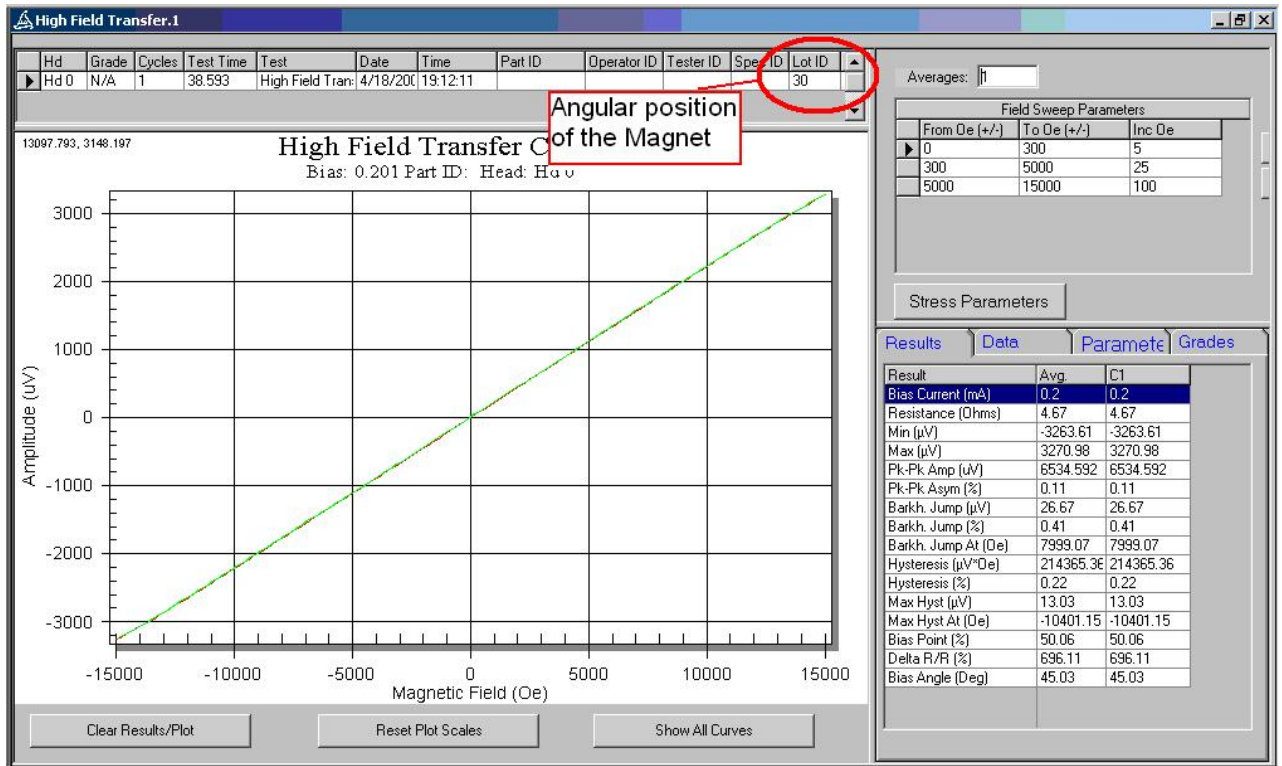 High Field Transfer.1
Hd Grade Cycles Test Time Test Date Time Part ID Operator ID Tester ID Spec ID Lot ID
Hd 0 N/A 1 38.593 High Field Tran: 4/18/200 19:12:11 30
Angular position
of the Magnet
13097.793, 3148.197
High Field Transfer C
Bias: 0.201 Part ID: Head: Hd 0
Amplitude (uV)
3000
2000
1000
0
-1000
-2000
-3000
-15000 -10000 -5000 0 5000 10000 15000
Magnetic Field (Oe)
Clear Results/Plot Reset Plot Scales Show All Curves
Averages: 1
Field Sweep Parameters
From Oe (+/-) To Oe (+/-) Inc Oe
0 300 5
300 5000 25
5000 15000 100
Stress Parameters
Results Data Paramete Grades
Result Avg. C1
Bias Current (mA) 0.2 0.2
Resistance (Ohms) 4.67 4.67
Min (µV) -3263.61 -3263.61
Max (µV) 3270.98 3270.98
Pk-Pk Amp (uV) 6534.592 6534.592
Pk-Pk Asym (%) 0.11 0.11
Barkh. Jump (µV) 26.67 26.67
Barkh. Jump (%) 0.41 0.41
Barkh. Jump At (Oe) 7999.07 7999.07
Hysteresis (µV*Oe) 214365.36 214365.36
Hysteresis (%) 0.22 0.22
Max Hyst (µV) 13.03 13.03
Max Hyst At (Oe) -10401.15 -10401.15
Bias Point (%) 50.06 50.06
Delta R/R (%) 696.11 696.11
Bias Angle (Deg) 45.03 45.03